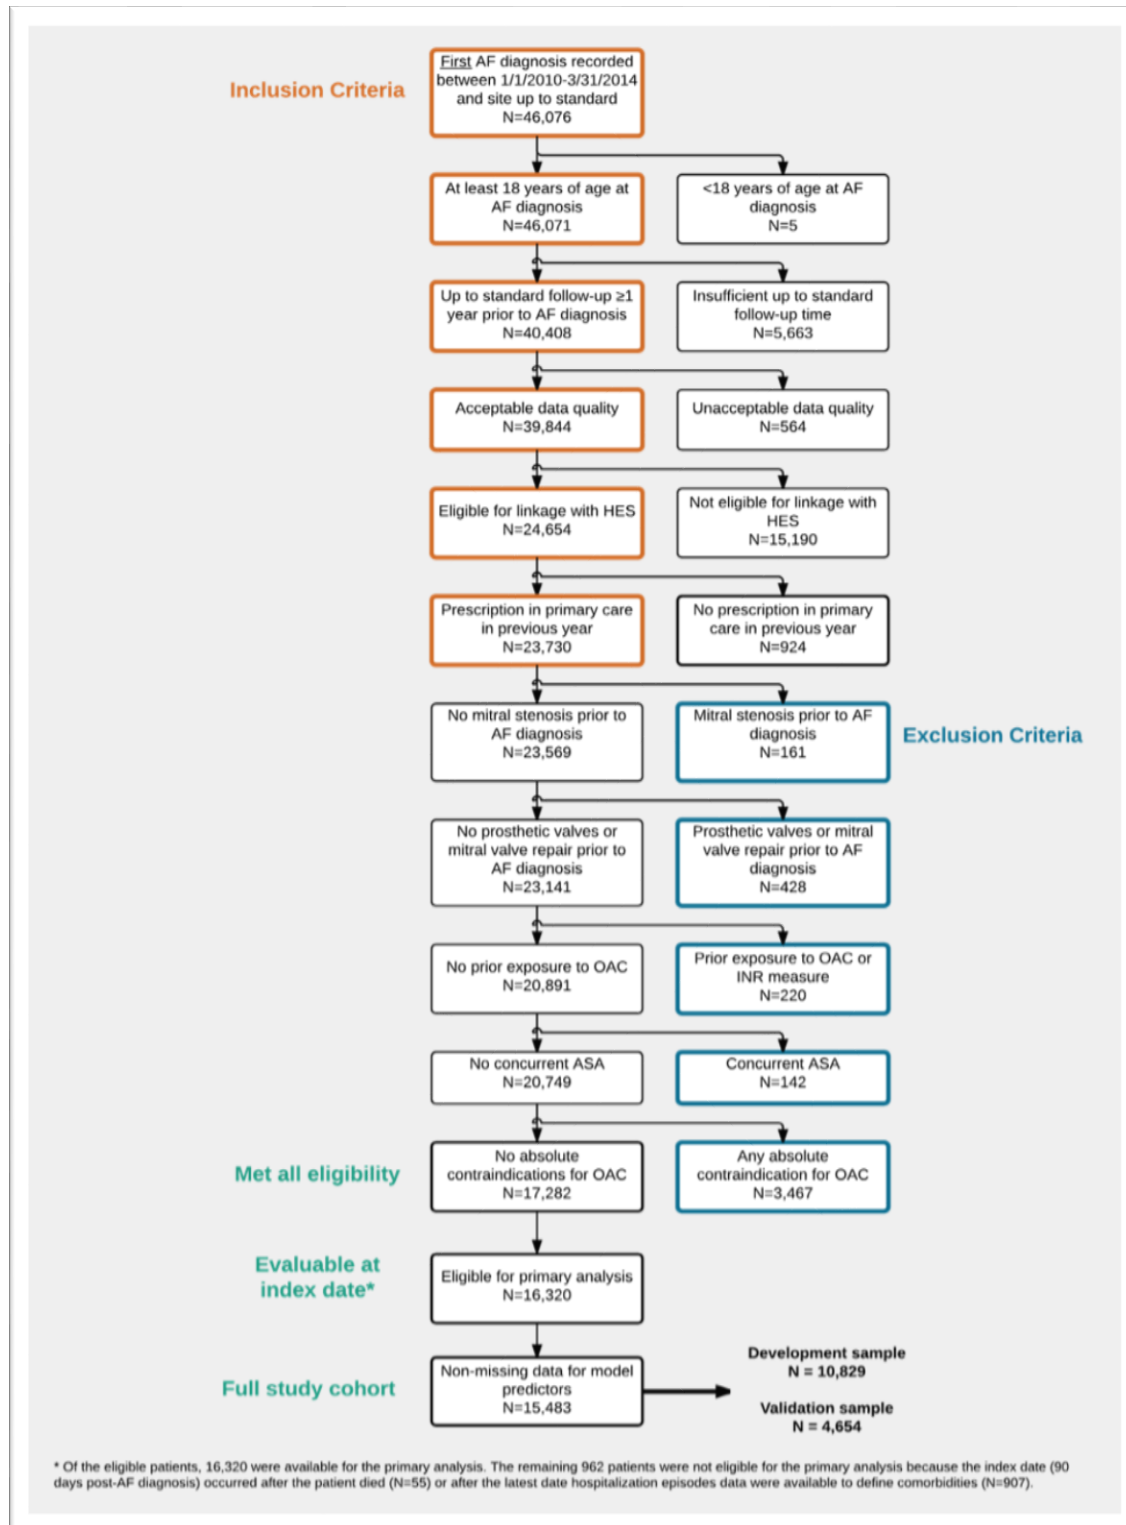 Inclusion Criteria
First AF diagnosis recorded
between 1/1/2010-3/31/2014
and site up to standard
N=46,076
At least 18 years of age at
AF diagnosis
N=46,071
<18 years of age at AF
diagnosis
N=5
Up to standard follow-up ≥1
year prior to AF diagnosis
N=40,408
Insufficient up to standard
follow-up time
N=5,663
Acceptable data quality
N=39,844
Unacceptable data quality
N=564
Eligible for linkage with HES
N=24,654
Not eligible for linkage with
HES
N=15,190
Prescription in primary care
in previous year
N=23,730
No prescription in primary
care in previous year
N=924
No mitral stenosis prior to
AF diagnosis
N=23,569
Mitral stenosis prior to AF
diagnosis
N=161
Exclusion Criteria
No prosthetic valves or
mitral valve repair prior to
AF diagnosis
N=23,141
Prosthetic valves or mitral
valve repair prior to AF
diagnosis
N=428
No prior exposure to OAC
N=20,891
Prior exposure to OAC or
INR measure
N=220
No concurrent ASA
N=20,749
Concurrent ASA
N=142
Met all eligibility
No absolute
contraindications for OAC
N=17,282
Any absolute
contraindication for OAC
N=3,467
Evaluable at
index date*
Eligible for primary analysis
N=16,320
Full study cohort
Non-missing data for model
predictors
N=15,483
Development sample
N = 10,829
Validation sample
N = 4,654
* Of the eligible patients, 16,320 were available for the primary analysis. The remaining 962 patients were not eligible for the primary analysis because the index date (90
days post-AF diagnosis) occurred after the patient died (N=55) or after the latest date hospitalization episodes data were available to define comorbidities (N=907).